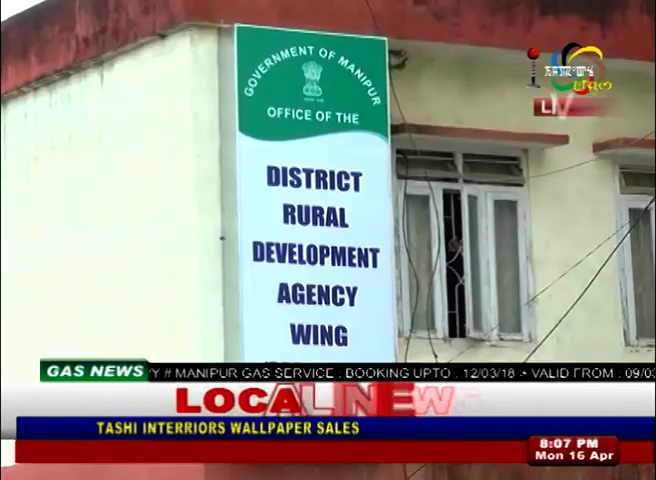 GOVERNMENT OF MANIPUR
OFFICE OF THE
DISTRICT
RURAL
DEVELOPMENT
AGENCY
WING
GAS NEWS
Y # MANIPUR GAS SERVICE : BOOKING UPTO : 12/03/18 > VALID FROM : 09/03
LOCAL NEW
TASHI INTERRIORS WALLPAPER SALES
8:07 PM
Mon 16 Apr